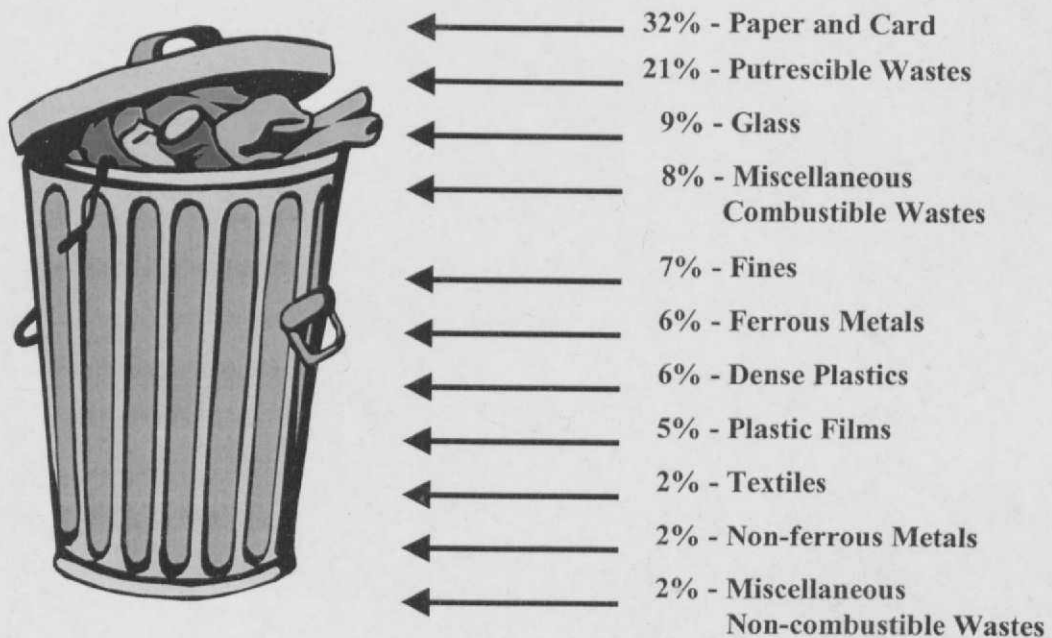 32% - Paper and Card
21% - Putrescible Wastes
9% - Glass
8% - Miscellaneous
Combustible Wastes
7% - Fines
6% - Ferrous Metals
6% - Dense Plastics
5% - Plastic Films
2% - Textiles
2% - Non-ferrous Metals
2% - Miscellaneous
Non-combustible Wastes